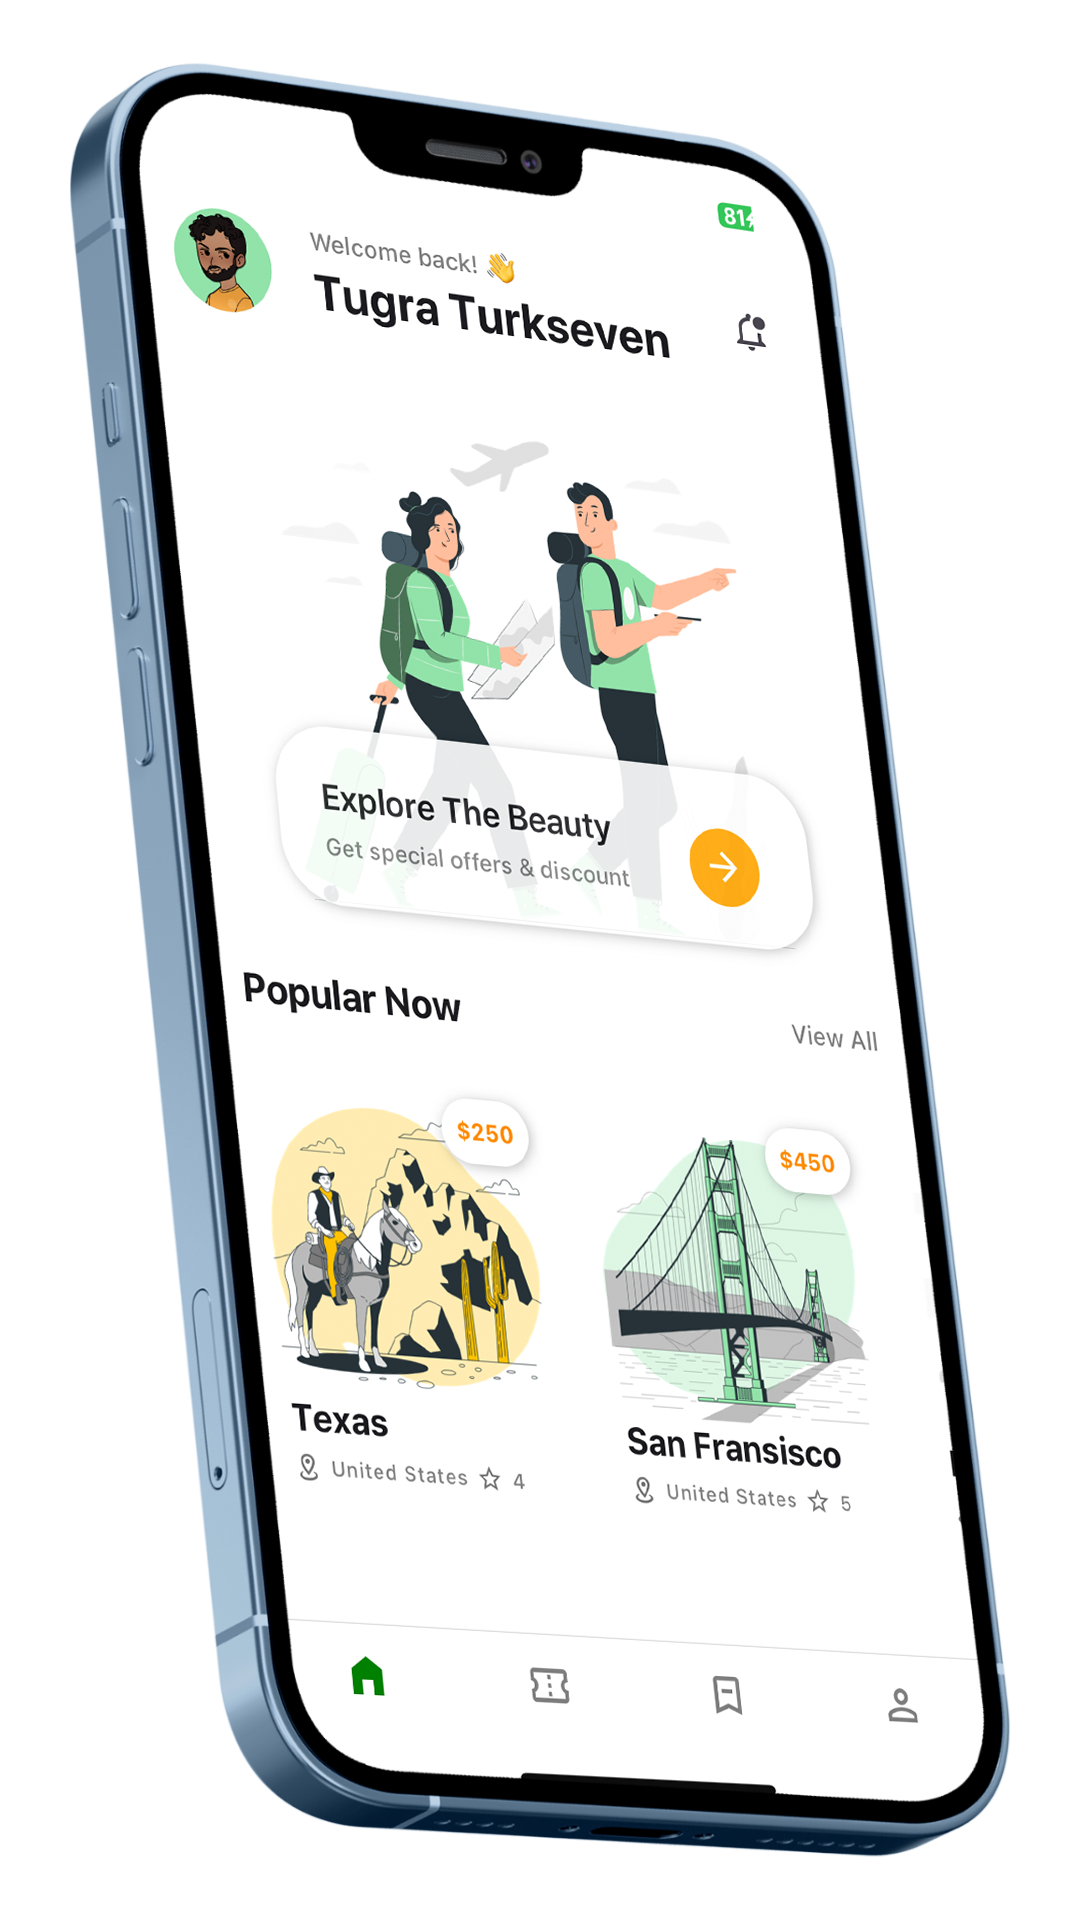 81
Welcome back! 👋
Tugra Turkseven
Explore The Beauty
Get special offers & discount
Popular Now
View All
$250
$450
Texas
United States 4
San Fransisco
United States 5